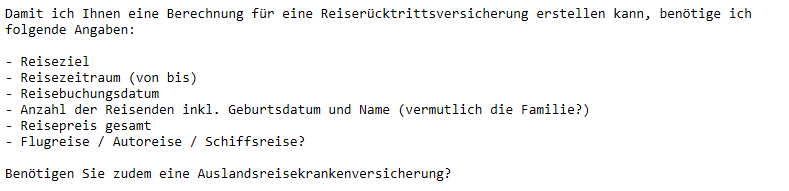 Damit ich Ihnen eine Berechnung für eine Reiserücktrittsversicherung erstellen kann, benötige ich
folgende Angaben:
- Reiseziel
- Reisezeitraum (von bis)
- Reisebuchungsdatum
- Anzahl der Reisenden inkl. Geburtsdatum und Name (vermutlich die Familie?)
- Reisepreis gesamt
- Flugreise / Autoreise / Schiffsreise?
Benötigen Sie zudem eine Auslandsreisekrankenversicherung?